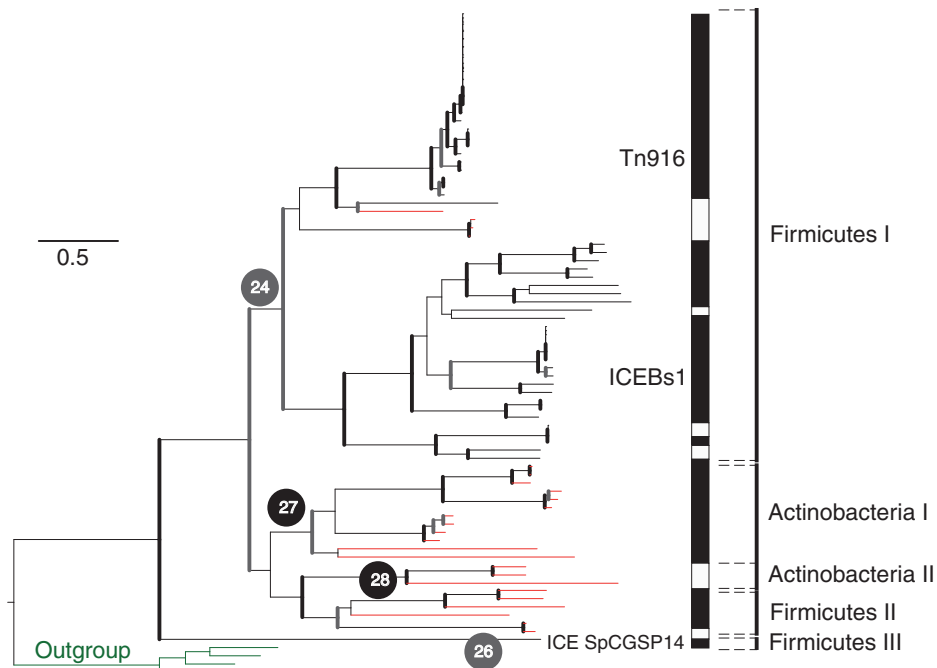 Tn916
Firmicutes I
0.5
24
ICEBs1
27
Actinobacteria I
28
Actinobacteria II
Firmicutes II
ICE SpCGSP14
Firmicutes III
Outgroup
26